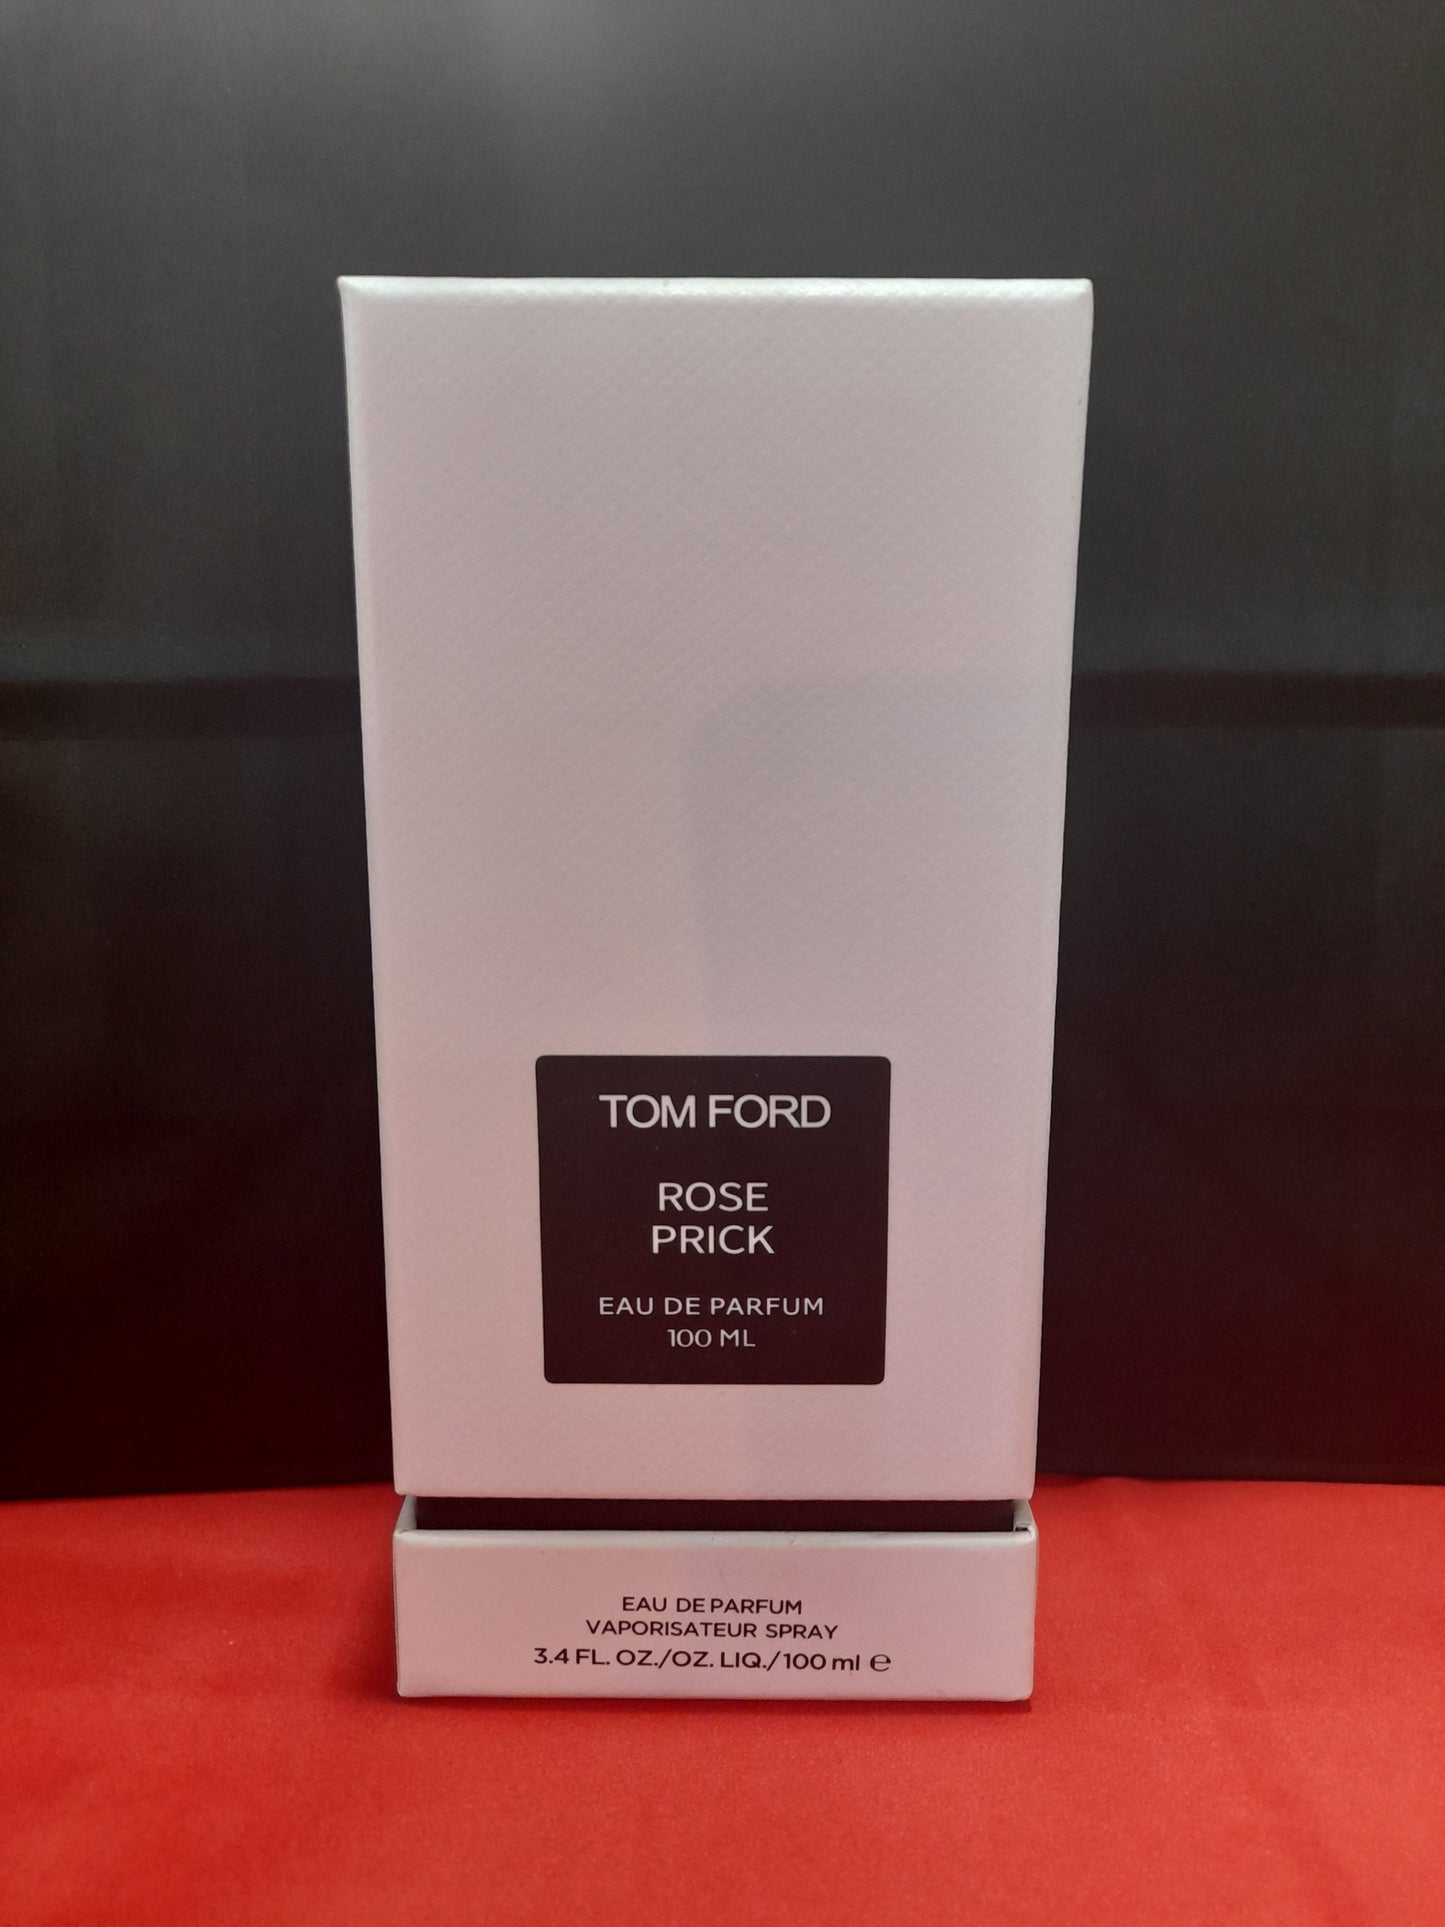 TOM FORD
ROSE
PRICK
EAU DE PARFUM
100 ML
EAU DE PARFUM
VAPORISATEUR SPRAY
3.4 FL. OZ./OZ. LIQ./100 ml ℮